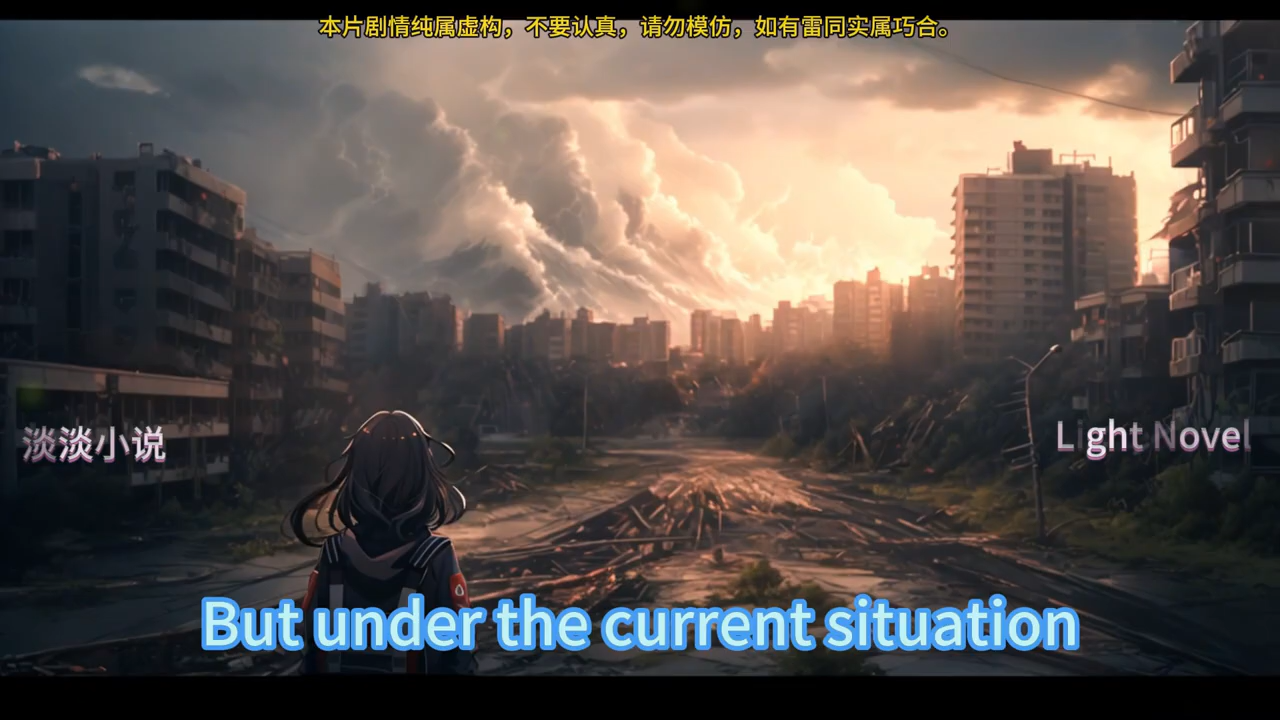 本片剧情纯属虚构，不要认真，请勿模仿，如有雷同实属巧合。
淡淡小说
Light Novel
But under the current situation